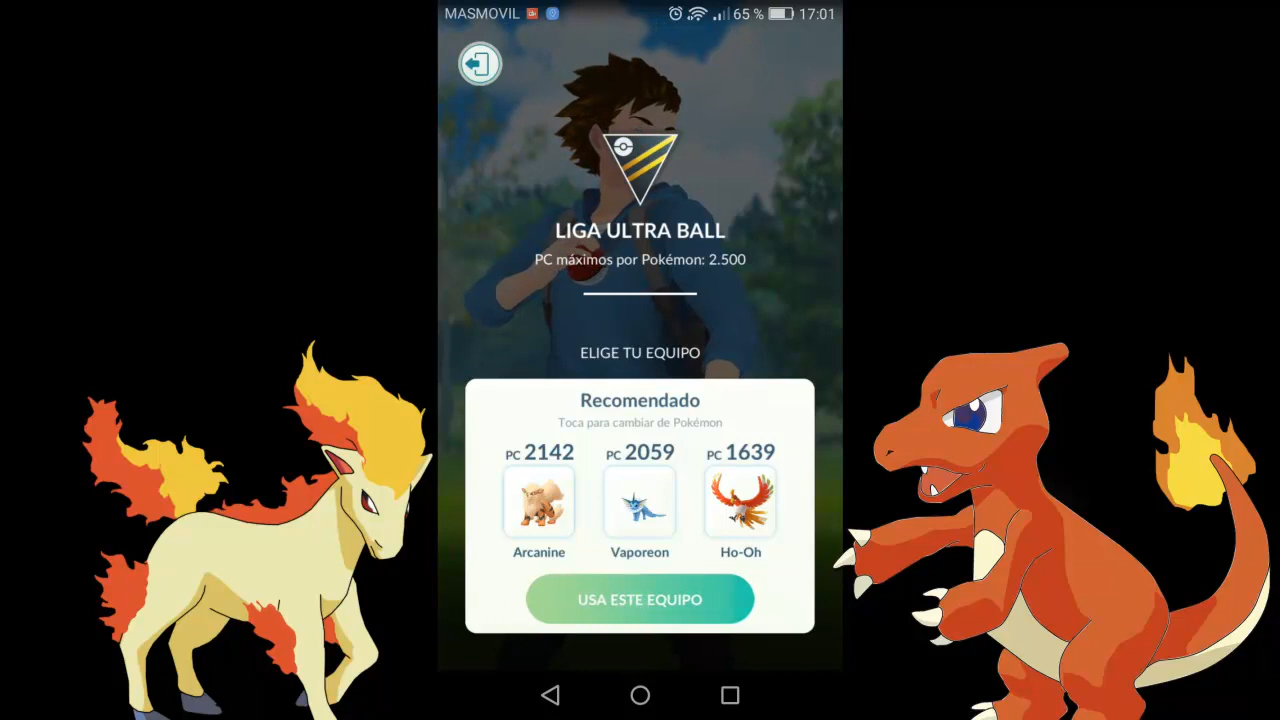 MASMOVIL 65 % 17:01
LIGA ULTRA BALL
PC máximos por Pokémon: 2.500
ELIGE TU EQUIPO
Recomendado
Toca para cambiar de Pokémon
PC 2142 PC 2059 PC 1639
Arcanine Vaporeon Ho-Oh
USA ESTE EQUIPO